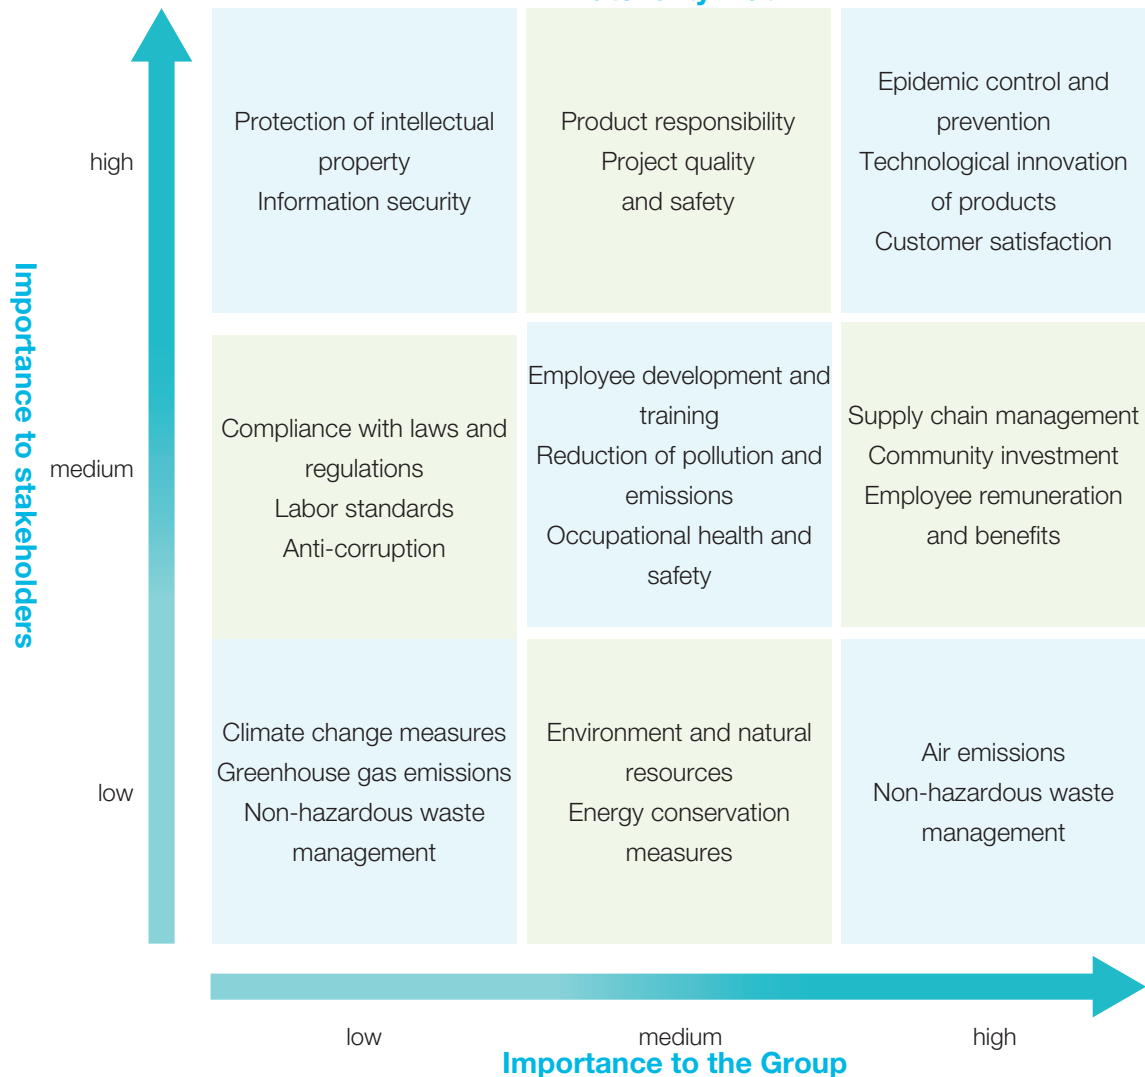 high
Protection of intellectual
property
Information security
Product responsibility
Project quality
and safety
Epidemic control and
prevention
Technological innovation
of products
Customer satisfaction
Importance to stakeholders
medium
Compliance with laws and
regulations
Labor standards
Anti-corruption
Employee development and
training
Reduction of pollution and
emissions
Occupational health and
safety
Supply chain management
Community investment
Employee remuneration
and benefits
low
Climate change measures
Greenhouse gas emissions
Non-hazardous waste
management
Environment and natural
resources
Energy conservation
measures
Air emissions
Non-hazardous waste
management
low
medium
high
Importance to the Group